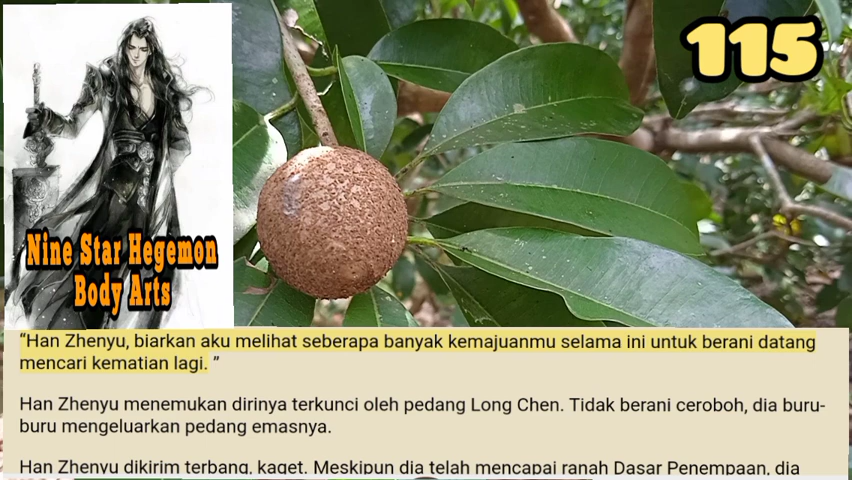 115
Nine Star Hegemon
Body Arts
“Han Zhenyu, biarkan aku melihat seberapa banyak kemajuanmu selama ini untuk berani datang
mencari kematian lagi. ”
Han Zhenyu menemukan dirinya terkunci oleh pedang Long Chen. Tidak berani ceroboh, dia buru-
buru mengeluarkan pedang emasnya.
Han Zhenyu dikirim terbang, kaget. Meskipun dia telah mencapai ranah Dasar Penempaan, dia